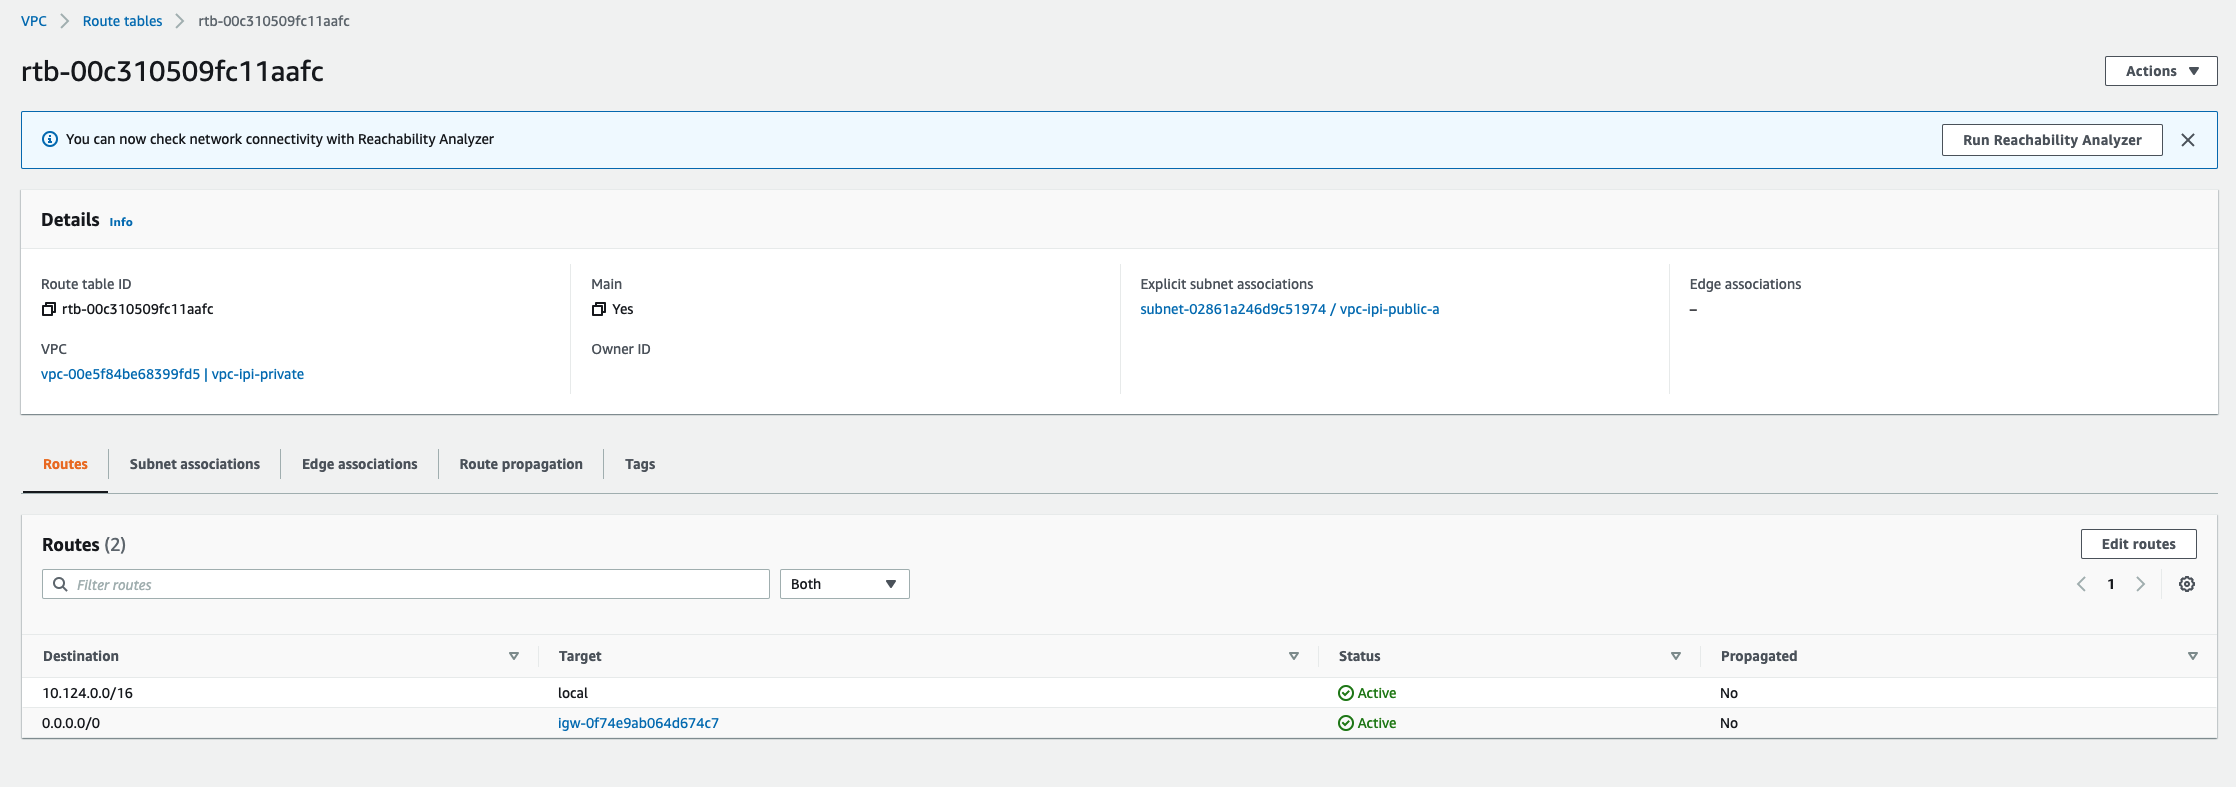 VPC > Route tables > rtb-00c310509fc11aafc
rtb-00c310509fc11aafc
Actions
You can now check network connectivity with Reachability Analyzer
Run Reachability Analyzer
Details Info
Route table ID
rtb-00c310509fc11aafc
Main
Yes
Explicit subnet associations
subnet-02861a246d9c51974 / vpc-ipi-public-a
Edge associations
–
VPC
vpc-00e5f84be68399fd5 | vpc-ipi-private
Owner ID
Routes
Subnet associations
Edge associations
Route propagation
Tags
Routes (2)
Edit routes
Filter routes
Both
1
Destination Target Status Propagated
10.124.0.0/16 local Active No
0.0.0.0/0 igw-0f74e9ab064d674c7 Active No